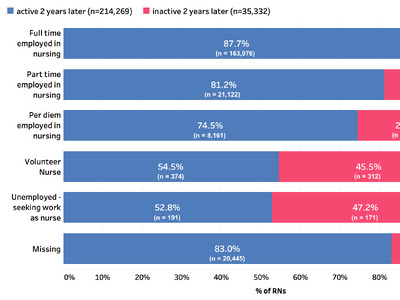 active 2 years later (n=214,269) inactive 2 years later (n=35,332)
Full time
employed in
nursing
87.7%
(n = 163,976)
Part time
employed in
nursing
81.2%
(n = 21,122)
Per diem
employed in
nursing
74.5%
(n = 8,161)
2
(n
Volunteer
Nurse
54.5%
(n = 374)
45.5%
(n = 312)
Unemployed -
seeking work
as nurse
52.8%
(n = 191)
47.2%
(n = 171)
Missing
83.0%
(n = 20,445)
0% 10% 20% 30% 40% 50% 60% 70% 80%
% of RNs